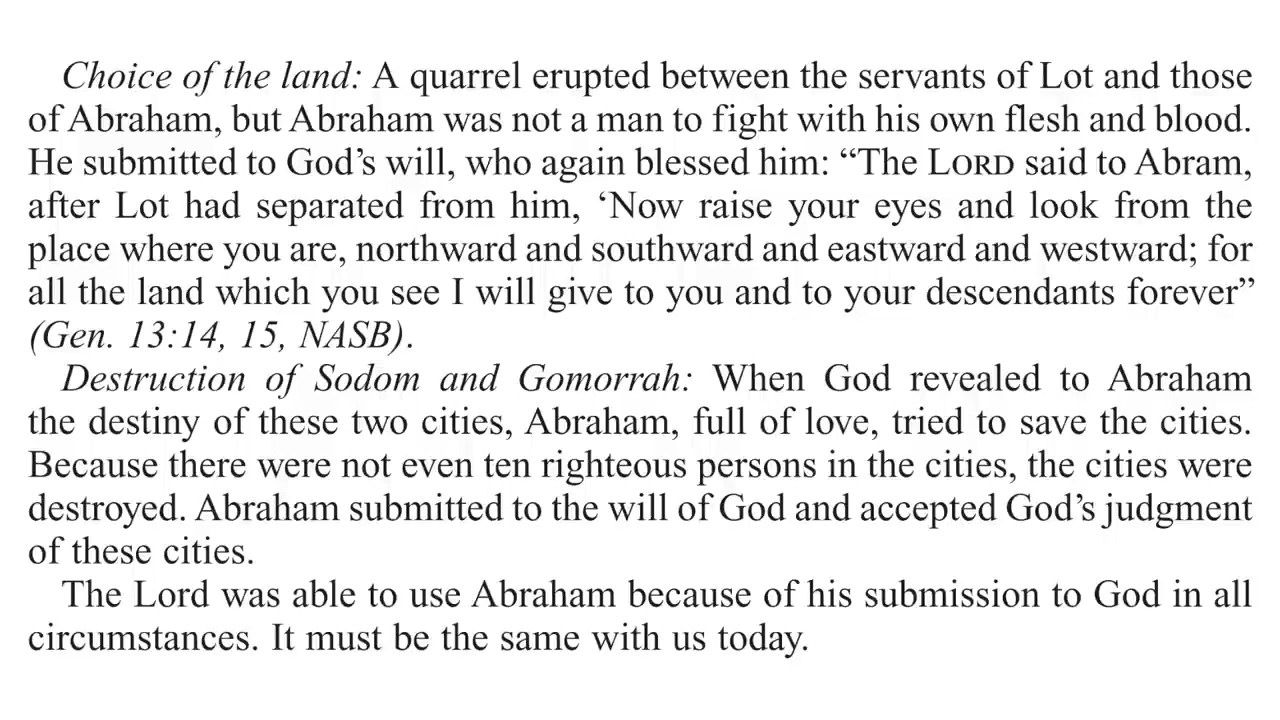 Choice of the land: A quarrel erupted between the servants of Lot and those
of Abraham, but Abraham was not a man to fight with his own flesh and blood.
He submitted to God’s will, who again blessed him: “The LORD said to Abram,
after Lot had separated from him, ‘Now raise your eyes and look from the
place where you are, northward and southward and eastward and westward; for
all the land which you see I will give to you and to your descendants forever”
(Gen. 13:14, 15, NASB).
Destruction of Sodom and Gomorrah: When God revealed to Abraham
the destiny of these two cities, Abraham, full of love, tried to save the cities.
Because there were not even ten righteous persons in the cities, the cities were
destroyed. Abraham submitted to the will of God and accepted God’s judgment
of these cities.
The Lord was able to use Abraham because of his submission to God in all
circumstances. It must be the same with us today.